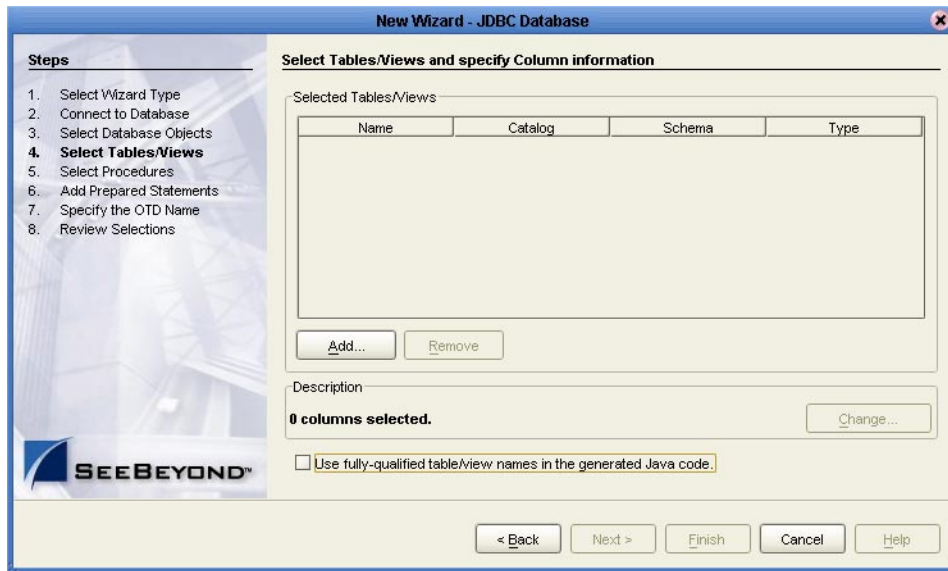 New Wizard - JDBC Database
Steps
1. Select Wizard Type
2. Connect to Database
3. Select Database Objects
4. Select Tables/Views
5. Select Procedures
6. Add Prepared Statements
7. Specify the OTD Name
8. Review Selections
SEEBEYOND™
Select Tables/Views and specify Column information
Selected Tables/Views
Name Catalog Schema Type
Add... Remove
Description
0 columns selected. Change...
Use fully-qualified table/view names in the generated Java code.
< Back Next > Finish Cancel Help